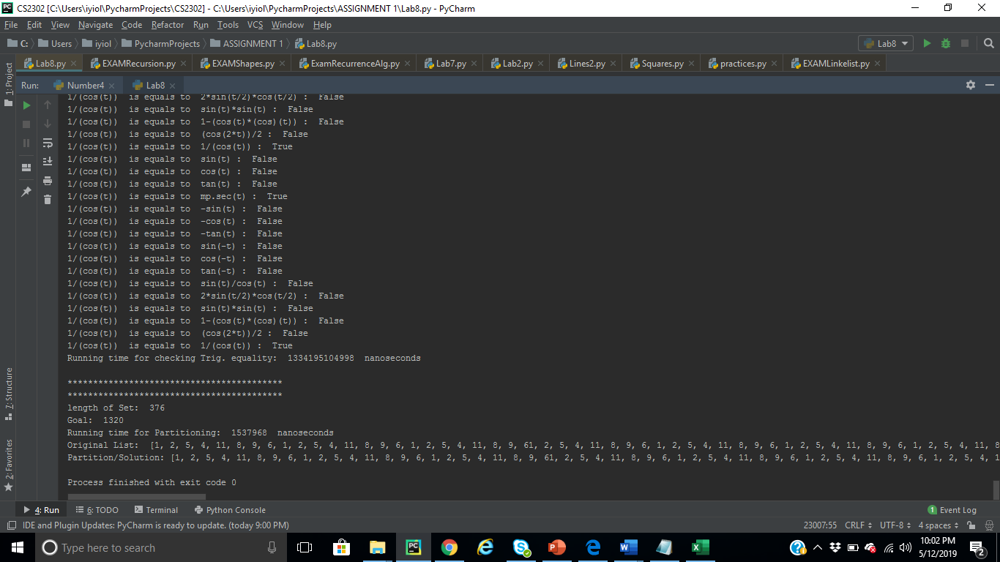 CS2302 [C:\Users\iyiol\PycharmProjects\CS2302] - C:\Users\iyiol\PycharmProjects\ASSIGNMENT 1\Lab8.py - PyCharm
File Edit View Navigate Code Refactor Run Tools VCS Window Help
C: Users iyiol PycharmProjects ASSIGNMENT 1 Lab8.py Lab8
Lab8.py EXAMRecursion.py EXAMShapes.py ExamRecurrenceAlg.py Lab7.py Lab2.py Lines2.py Squares.py practices.py EXAMLinkelist.py
1: Project
Run: Number4 Lab8
1/(cos(t)) is equals to 2*sin(t/2)*cos(t/2) : False
1/(cos(t)) is equals to sin(t)*sin(t) : False
1/(cos(t)) is equals to 1-(cos(t)*(cos)(t)) : False
1/(cos(t)) is equals to (cos(2*t))/2 : False
1/(cos(t)) is equals to 1/(cos(t)) : True
1/(cos(t)) is equals to sin(t) : False
1/(cos(t)) is equals to cos(t) : False
1/(cos(t)) is equals to tan(t) : False
1/(cos(t)) is equals to mp.sec(t) : True
1/(cos(t)) is equals to -sin(t) : False
1/(cos(t)) is equals to -cos(t) : False
1/(cos(t)) is equals to -tan(t) : False
1/(cos(t)) is equals to sin(-t) : False
1/(cos(t)) is equals to cos(-t) : False
1/(cos(t)) is equals to tan(-t) : False
1/(cos(t)) is equals to sin(t)/cos(t) : False
1/(cos(t)) is equals to 2*sin(t/2)*cos(t/2) : False
1/(cos(t)) is equals to sin(t)*sin(t) : False
1/(cos(t)) is equals to 1-(cos(t)*(cos)(t)) : False
1/(cos(t)) is equals to (cos(2*t))/2 : False
1/(cos(t)) is equals to 1/(cos(t)) : True
Running time for checking Trig. equality: 1334195104998 nanoseconds
******************************************
******************************************
length of Set: 376
Goal: 1320
Running time for Partitioning: 1537968 nanoseconds
Original List: [1, 2, 5, 4, 11, 8, 9, 6, 1, 2, 5, 4, 11, 8, 9, 6, 1, 2, 5, 4, 11, 8, 9, 61, 2, 5, 4, 11, 8, 9, 6, 1, 2, 5, 4, 11, 8, 9, 6, 1, 2, 5, 4, 11, 8, 9, 6, 1, 2, 5, 4, 11, 8
Partition/Solution: [1, 2, 5, 4, 11, 8, 9, 6, 1, 2, 5, 4, 11, 8, 9, 6, 1, 2, 5, 4, 11, 8, 9, 61, 2, 5, 4, 11, 8, 9, 6, 1, 2, 5, 4, 11, 8, 9, 6, 1, 2, 5, 4, 11, 8, 9, 6, 1, 2, 5, 4, 1
Process finished with exit code 0
7: Structure
2: Favorites
4: Run 6: TODO Terminal Python Console 1 Event Log
IDE and Plugin Updates: PyCharm is ready to update. (today 9:00 PM) 23007:55 CRLF UTF-8 4 spaces
Type here to search
10:02 PM
5/12/2019
2